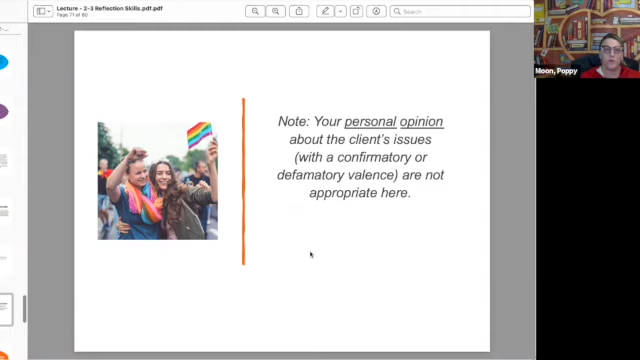 Lecture - 2-3 Reflection Skills.pdf.pdf
Page 71 of 80
Search
Moon, Poppy
Note: Your personal opinion
about the client's issues
(with a confirmatory or
defamatory valence) are not
appropriate here.